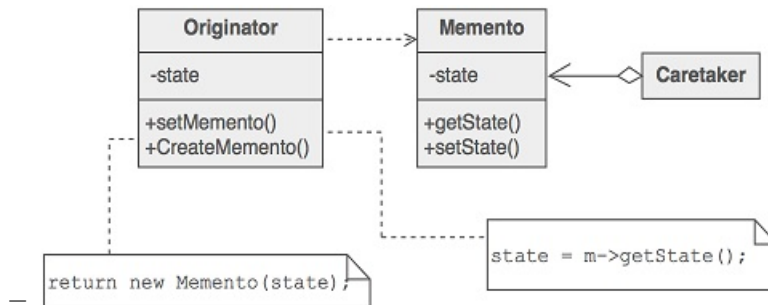 Originator
-state
+setMemento()
+CreateMemento()
Memento
-state
+getState()
+setState()
Caretaker
return new Memento(state);
state = m->getState();